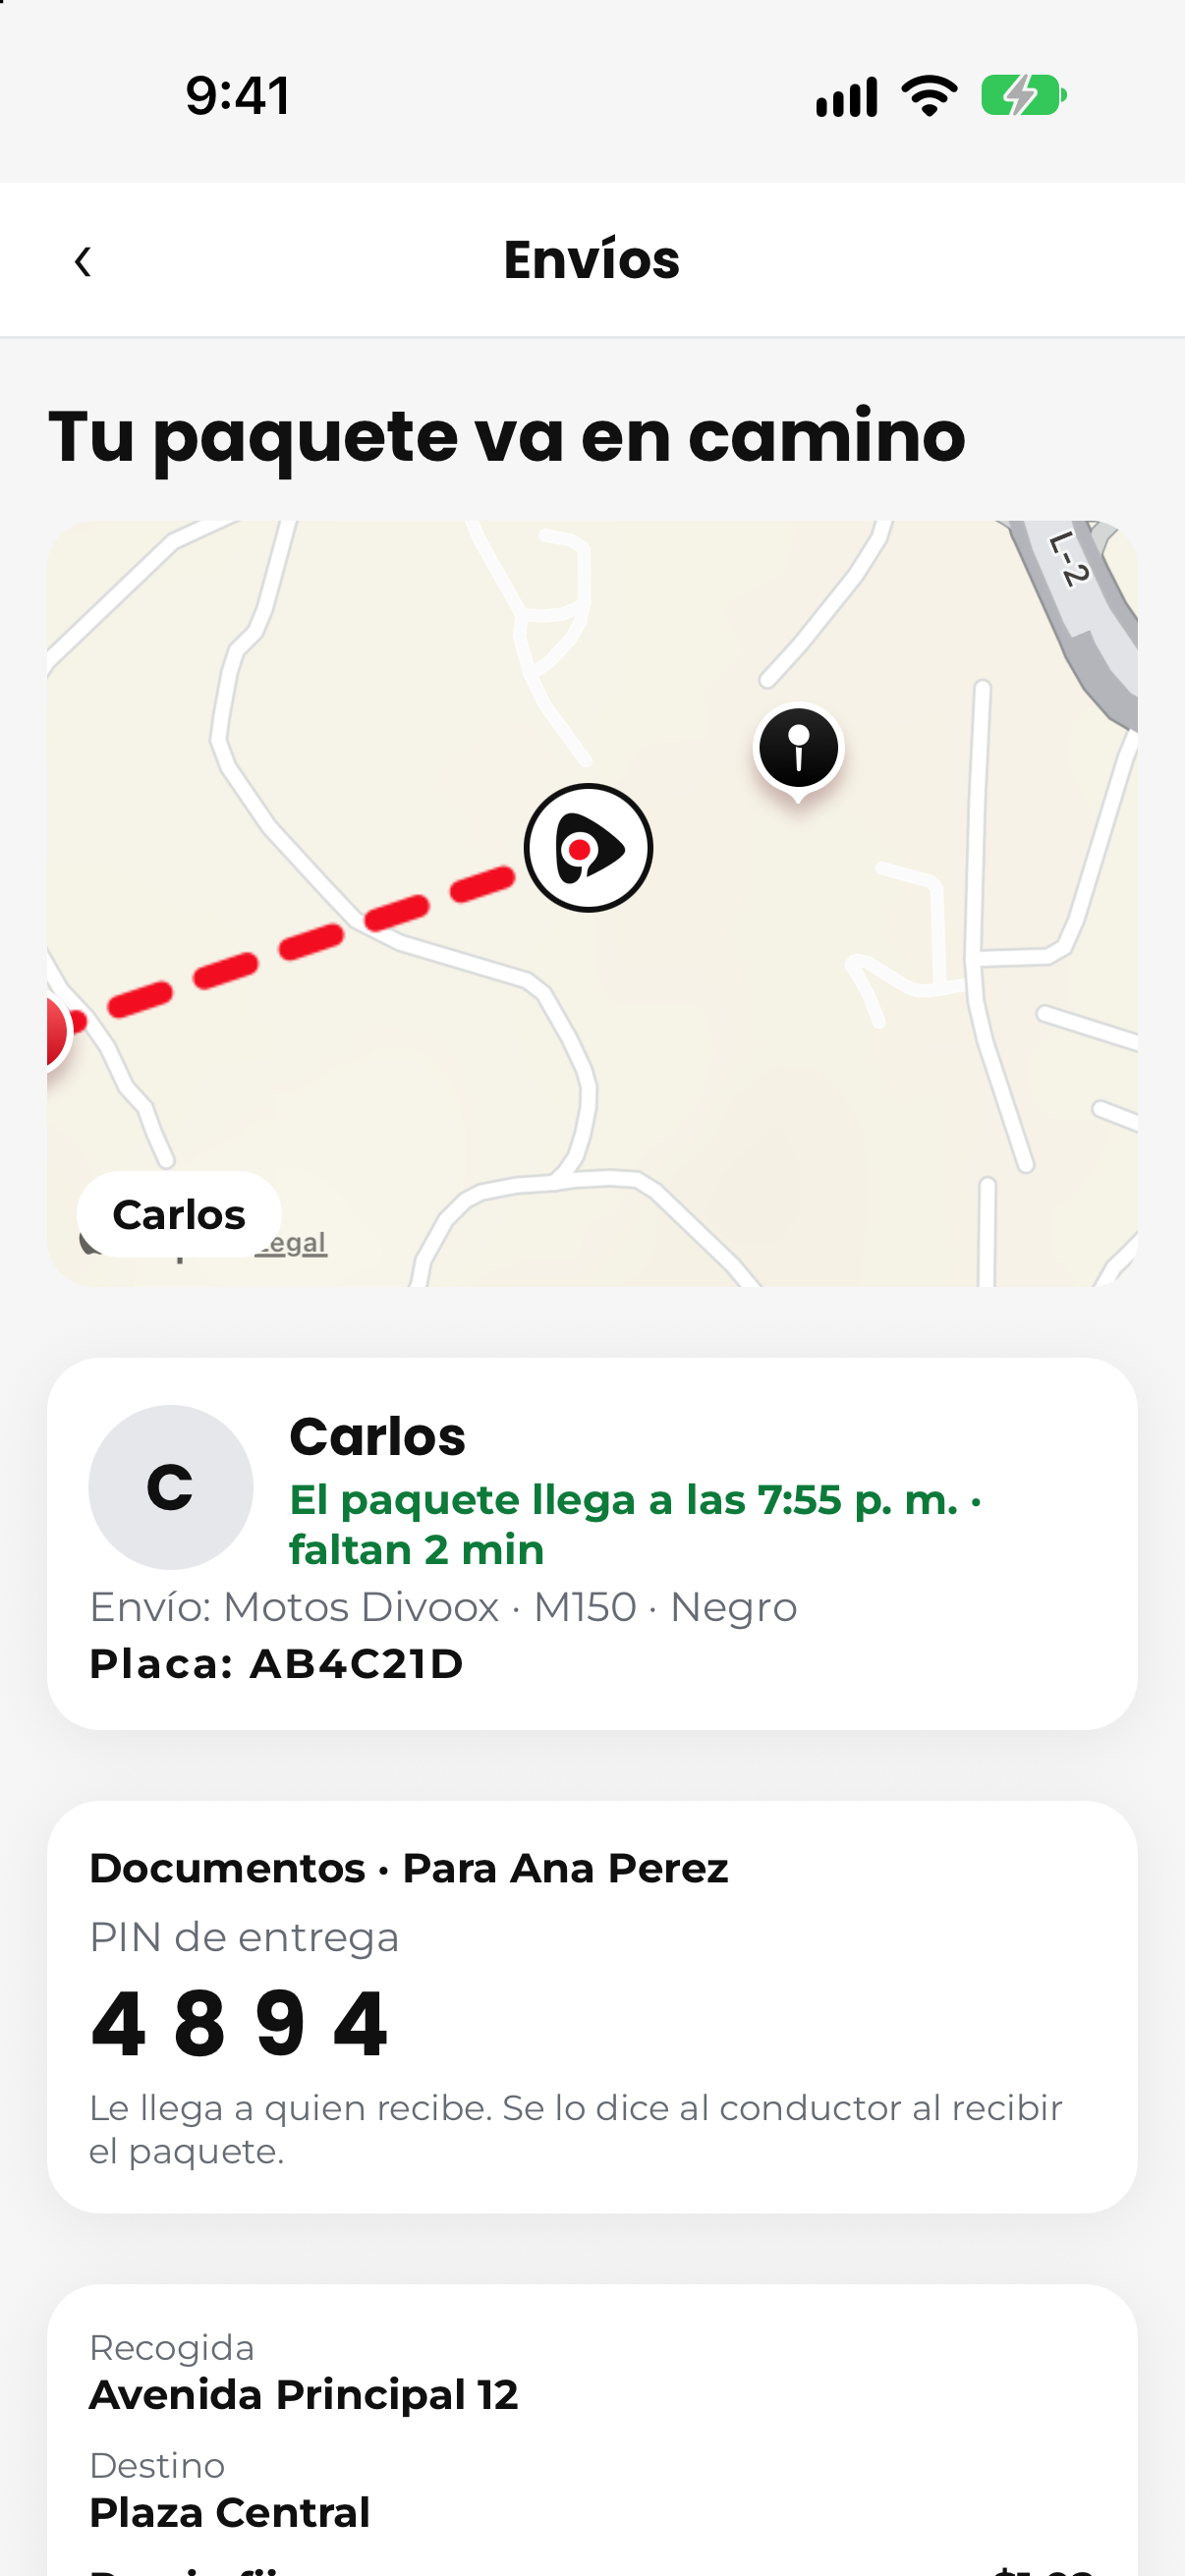 9:41
‹
Envíos
Tu paquete va en camino
L-2
Carlos
Legal
C
Carlos
El paquete llega a las 7:55 p. m. ·
faltan 2 min
Envío: Motos Divoox · M150 · Negro
Placa: AB4C21D
Documentos · Para Ana Perez
PIN de entrega
4 8 9 4
Le llega a quien recibe. Se lo dice al conductor al recibir
el paquete.
Recogida
Avenida Principal 12
Destino
Plaza Central